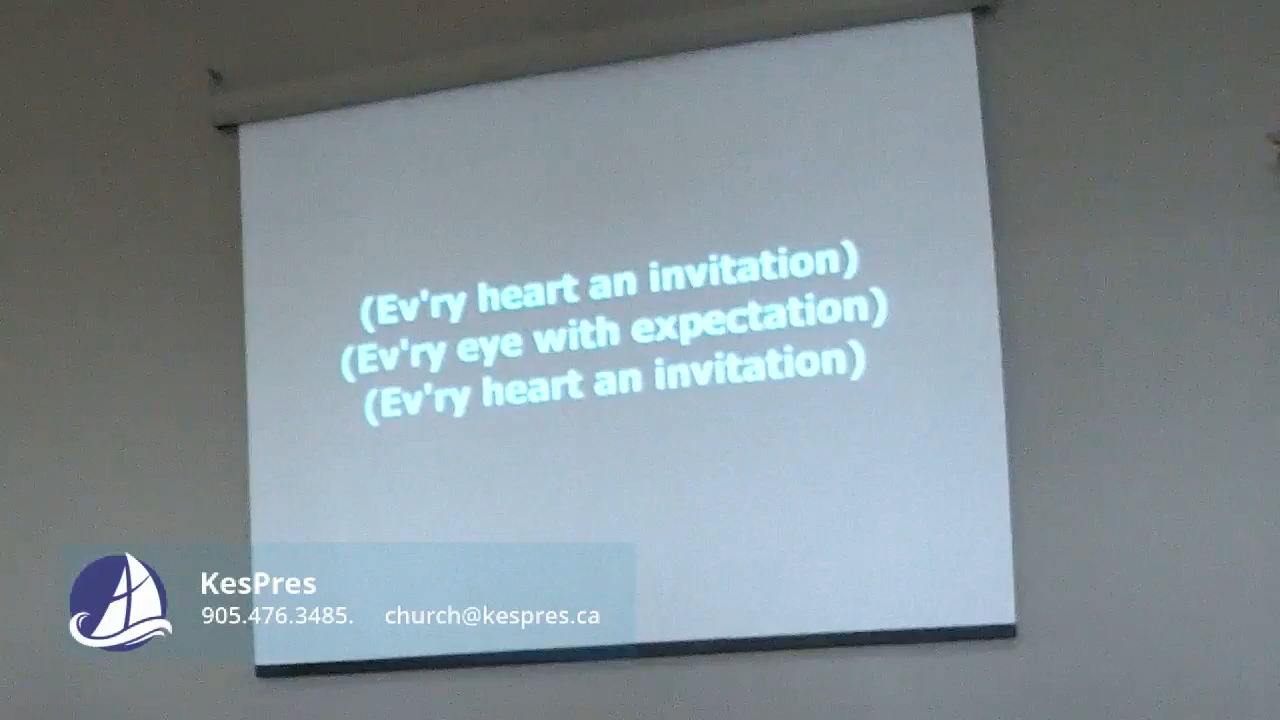 (Ev'ry heart an invitation)
(Ev'ry eye with expectation)
(Ev'ry heart an invitation)
KesPres
905.476.3485. church@kespres.ca